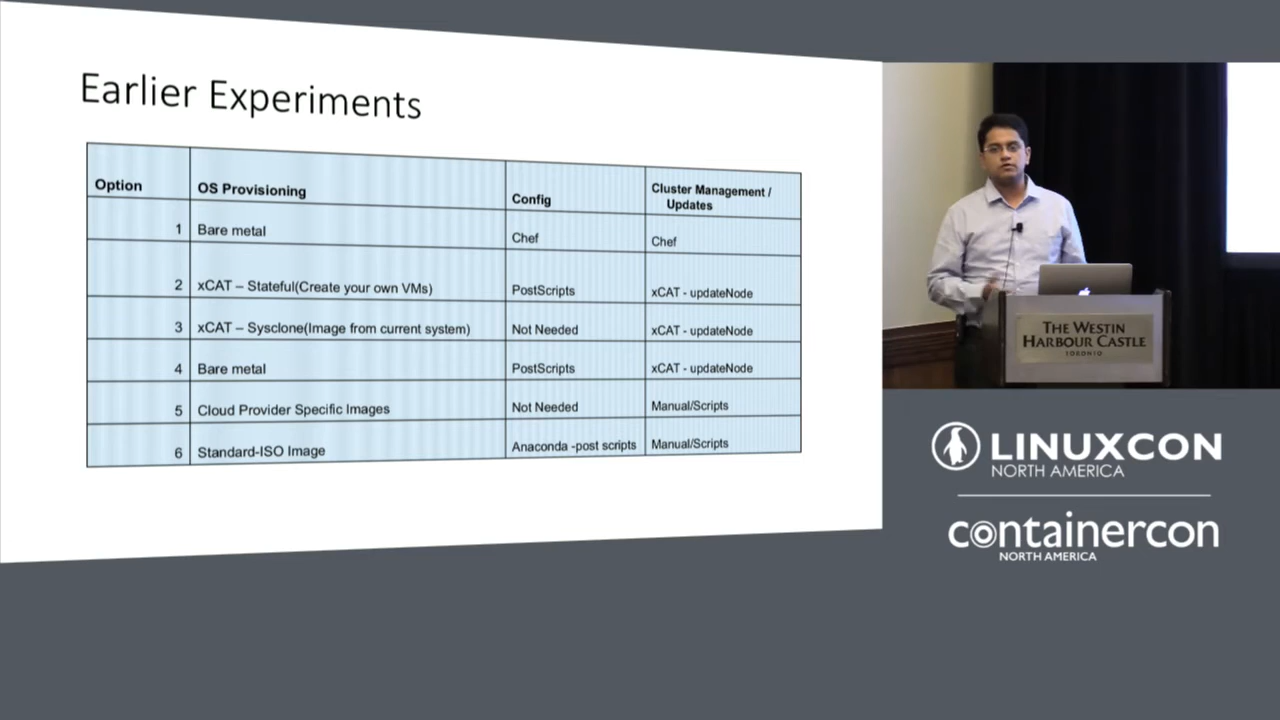 Earlier Experiments
Option OS Provisioning Config Cluster Management /
Updates
1 Bare metal Chef Chef
2 xCAT – Stateful(Create your own VMs) PostScripts xCAT - updateNode
3 xCAT – Sysclone(Image from current system) Not Needed xCAT - updateNode
4 Bare metal PostScripts xCAT - updateNode
5 Cloud Provider Specific Images Not Needed Manual/Scripts
6 Standard-ISO Image Anaconda -post scripts Manual/Scripts
THE WESTIN
HARBOUR CASTLE
TORONTO
LINUXCON
NORTH AMERICA
containercon
NORTH AMERICA